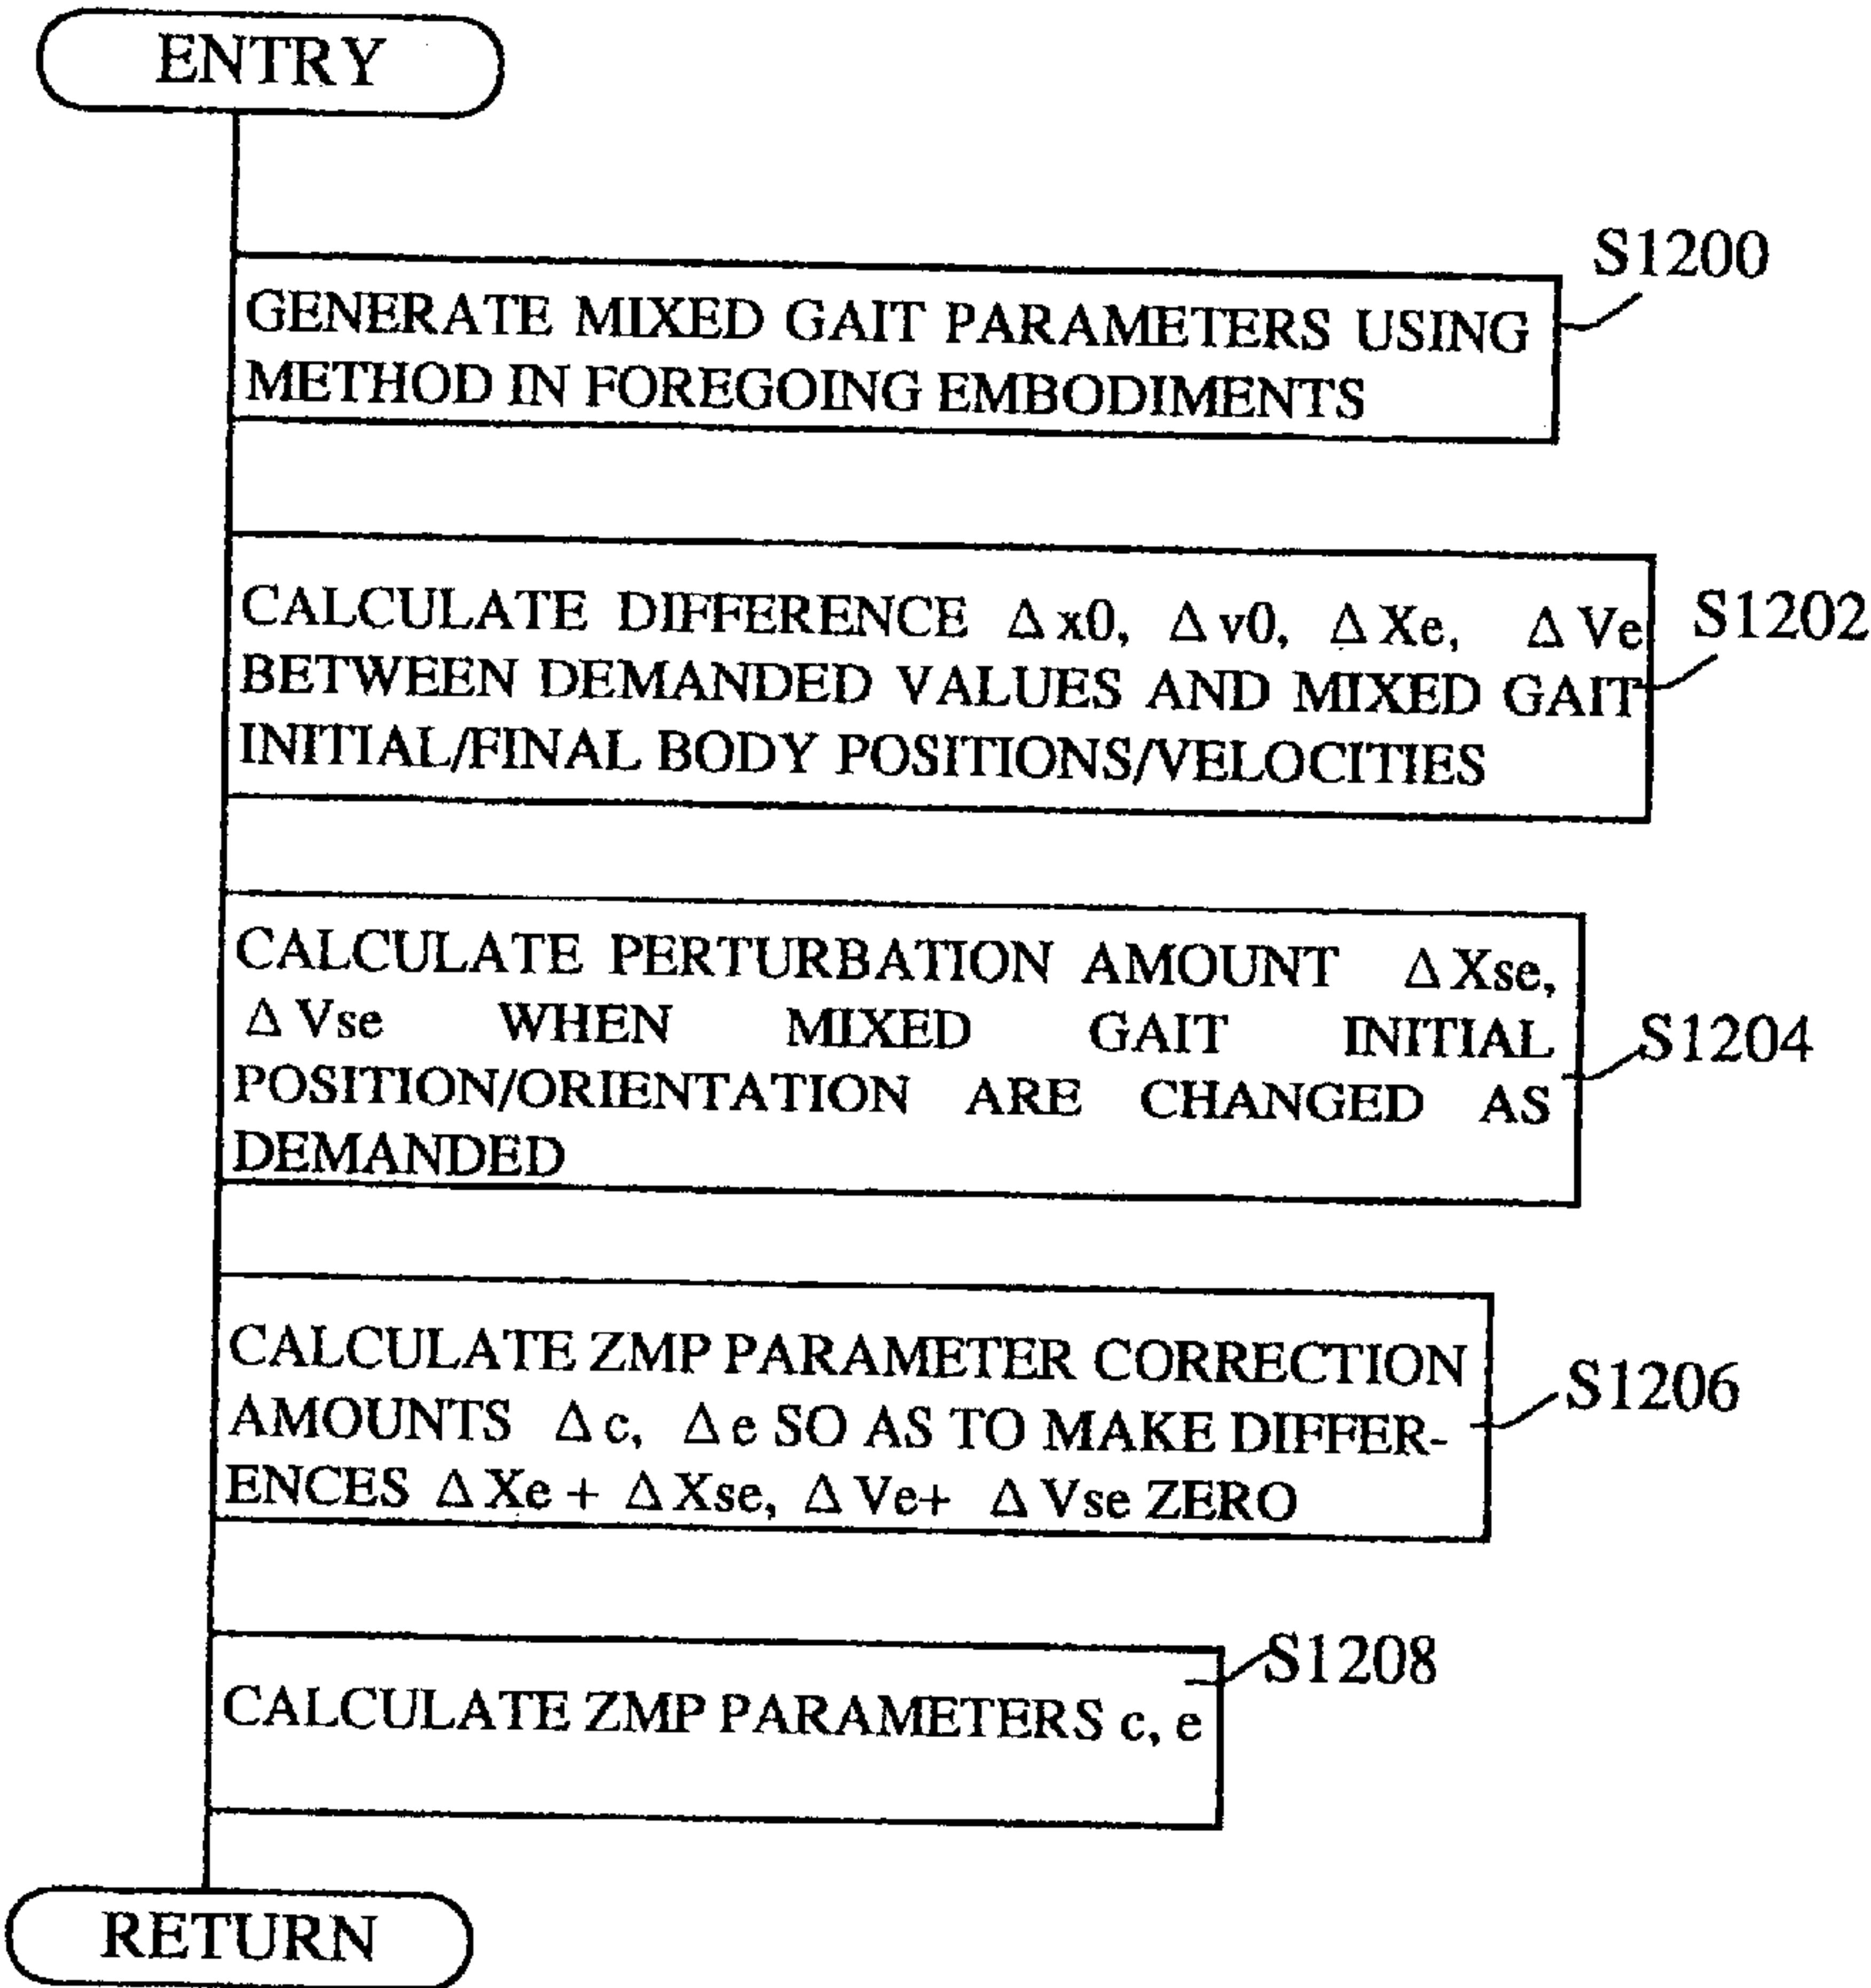 ENTRY
S1200
GENERATE MIXED GAIT PARAMETERS USING
METHOD IN FOREGOING EMBODIMENTS
CALCULATE DIFFERENCE Δx0, Δv0, ΔXe, ΔVe
S1202
BETWEEN DEMANDED VALUES AND MIXED GAIT
INITIAL/FINAL BODY POSITIONS/VELOCITIES
CALCULATE PERTURBATION AMOUNT ΔXse,
ΔVse WHEN MIXED GAIT INITIAL
S1204
POSITION/ORIENTATION ARE CHANGED AS
DEMANDED
CALCULATE ZMP PARAMETER CORRECTION
S1206
AMOUNTS Δc, Δe SO AS TO MAKE DIFFER-
ENCES ΔXe + ΔXse, ΔVe+ ΔVse ZERO
S1208
CALCULATE ZMP PARAMETERS c, e
RETURN